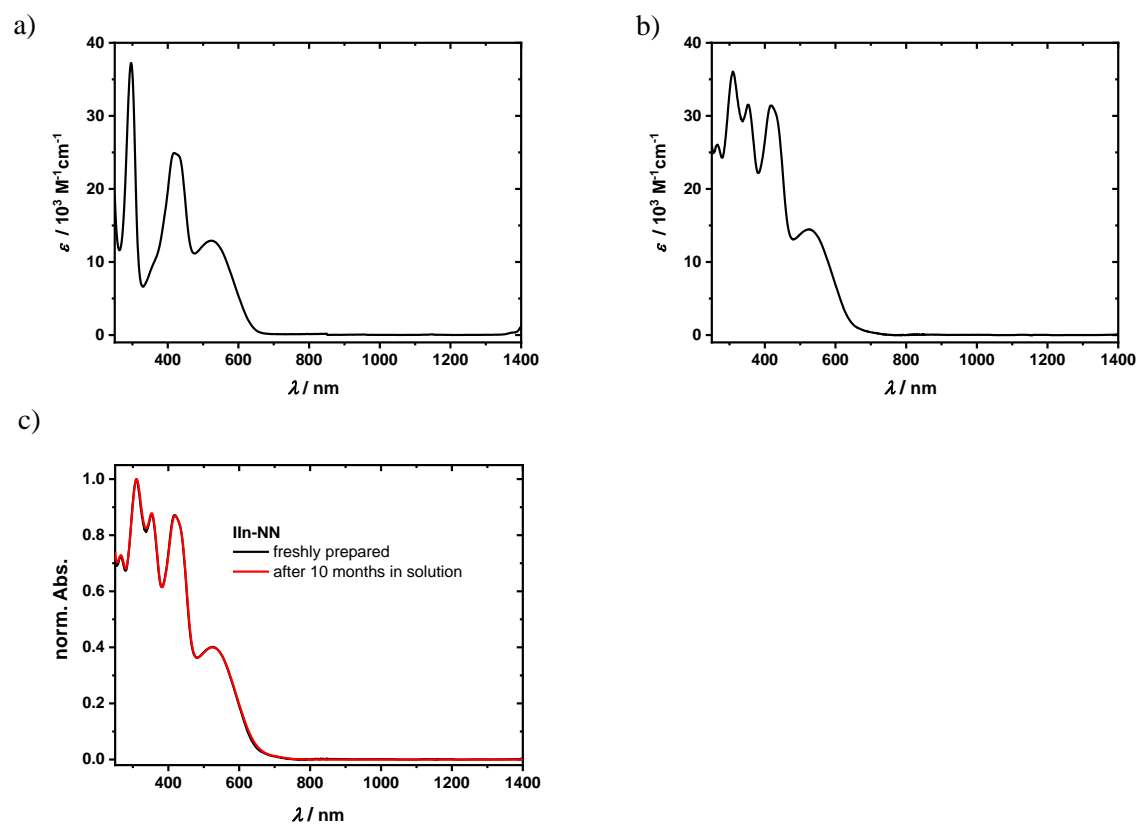 a)
40
30
20
10
0
ε / 10³ M⁻¹cm⁻¹
400 600 800 1000 1200 1400
λ / nm
b)
40
30
20
10
0
ε / 10³ M⁻¹cm⁻¹
400 600 800 1000 1200 1400
λ / nm
c)
1.0
0.8
0.6
0.4
0.2
0.0
norm. Abs.
IIn-NN
freshly prepared
after 10 months in solution
400 600 800 1000 1200 1400
λ / nm